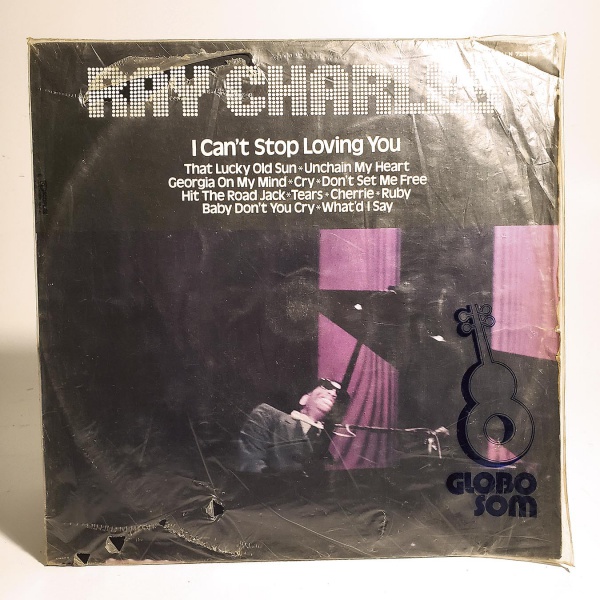 RAY CHARLES
I Can't Stop Loving You
That Lucky Old Sun * Unchain My Heart
Georgia On My Mind * Cry * Don't Set Me Free
Hit The Road Jack * Tears * Cherrie * Ruby
Baby Don't You Cry * What'd I Say
GLOBO
SOM